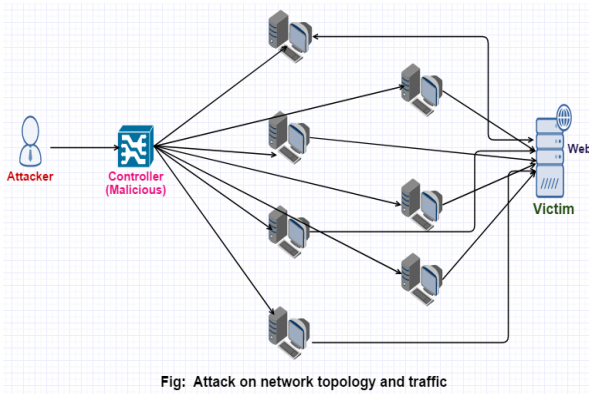 Attacker
Controller
(Malicious)
Web
Victim
Fig: Attack on network topology and traffic